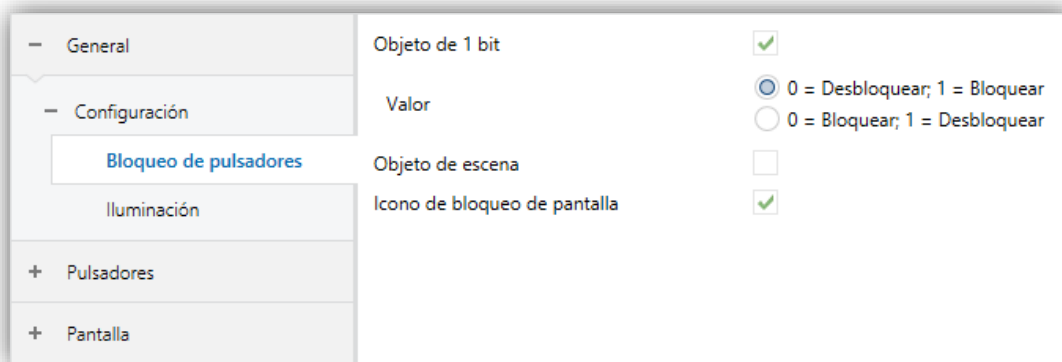 General
Configuración
Bloqueo de pulsadores
Iluminación
Pulsadores
Pantalla
Objeto de 1 bit
Valor
0 = Desbloquear; 1 = Bloquear
0 = Bloquear; 1 = Desbloquear
Objeto de escena
Icono de bloqueo de pantalla